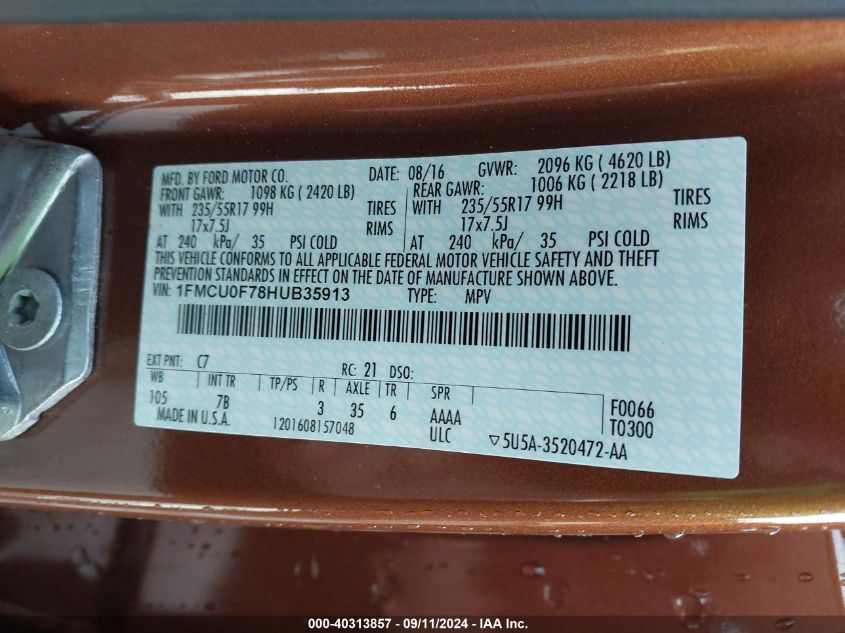 MFD. BY FORD MOTOR CO. DATE: 08/16 GVWR: 2096 KG ( 4620 LB)
FRONT GAWR: 1098 KG ( 2420 LB) REAR GAWR: 1006 KG ( 2218 LB)
WITH 235/55R17 99H TIRES WITH 235/55R17 99H TIRES
17x7.5J RIMS 17x7.5J RIMS
AT 240 kPa/ 35 PSI COLD AT 240 kPa/ 35 PSI COLD
THIS VEHICLE CONFORMS TO ALL APPLICABLE FEDERAL MOTOR VEHICLE SAFETY AND THEFT
PREVENTION STANDARDS IN EFFECT ON THE DATE OF MANUFACTURE SHOWN ABOVE.
VIN: 1FMCU0F78HUB35913 TYPE: MPV
EXT PNT: C7 RC: 21 DSO:
WB INT TR TP/PS R AXLE TR SPR
105 7B 3 35 6 AAAA F0066
MADE IN U.S.A. 1201608157048 ULC T0300
▽5U5A-3520472-AA
000-40313857 - 09/11/2024 - IAA Inc.